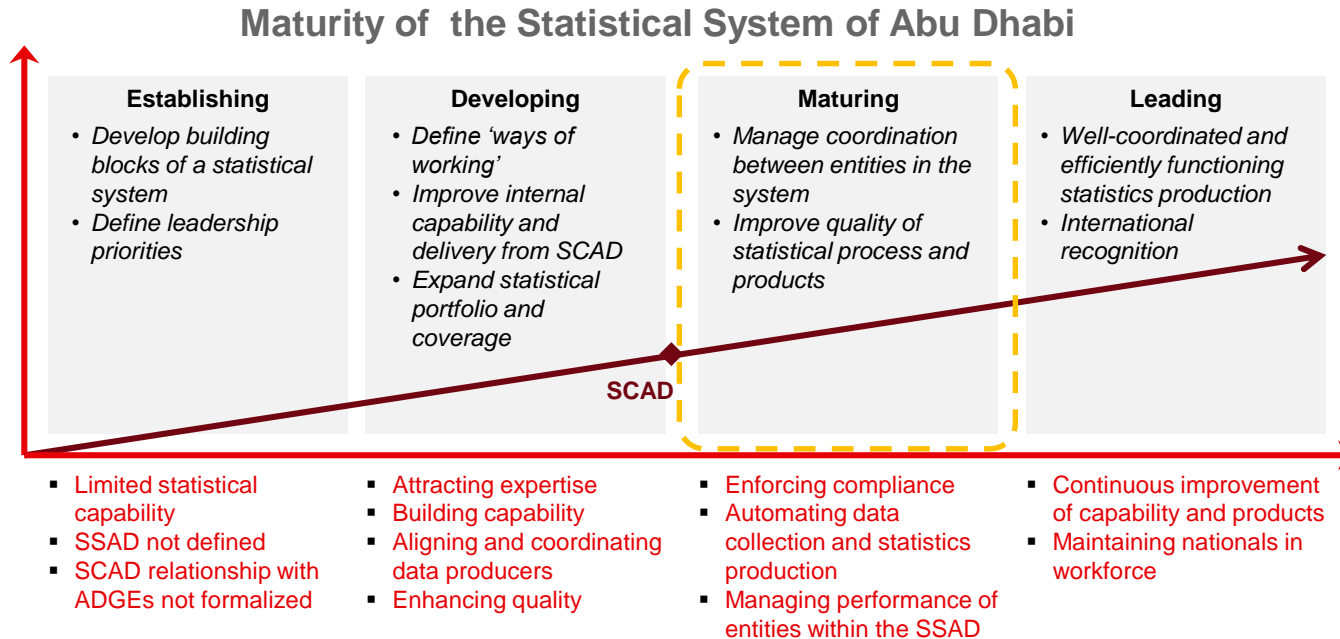 Maturity of the Statistical System of Abu Dhabi
Establishing
• Develop building
blocks of a statistical
system
• Define leadership
priorities
Developing
• Define ‘ways of
working’
• Improve internal
capability and
delivery from SCAD
• Expand statistical
portfolio and
coverage
Maturing
• Manage coordination
between entities in the
system
• Improve quality of
statistical process and
products
Leading
• Well-coordinated and
efficiently functioning
statistics production
• International
recognition
SCAD
▪ Limited statistical
capability
▪ SSAD not defined
▪ SCAD relationship with
ADGEs not formalized
▪ Attracting expertise
▪ Building capability
▪ Aligning and coordinating
data producers
▪ Enhancing quality
▪ Enforcing compliance
▪ Automating data
collection and statistics
production
▪ Managing performance of
entities within the SSAD
▪ Continuous improvement
of capability and products
▪ Maintaining nationals in
workforce